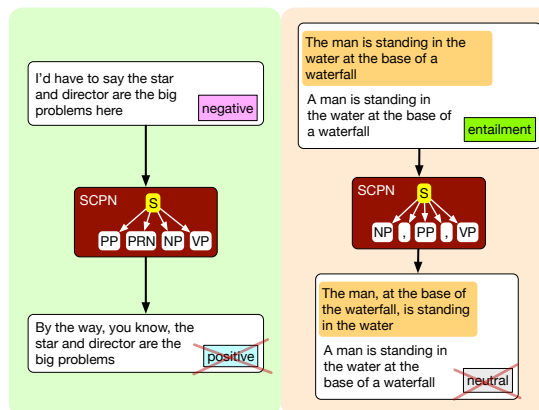 I'd have to say the star
and director are the big
problems here
negative
SCPN
S
PP PRN NP VP
By the way, you know, the
star and director are the
big problems
positive
The man is standing in the
water at the base of a
waterfall
A man is standing in
the water at the base of
a waterfall
entailment
SCPN
S
NP , PP , VP
The man, at the base of
the waterfall, is standing
in the water
A man is standing in
the water at the
base of a waterfall
neutral